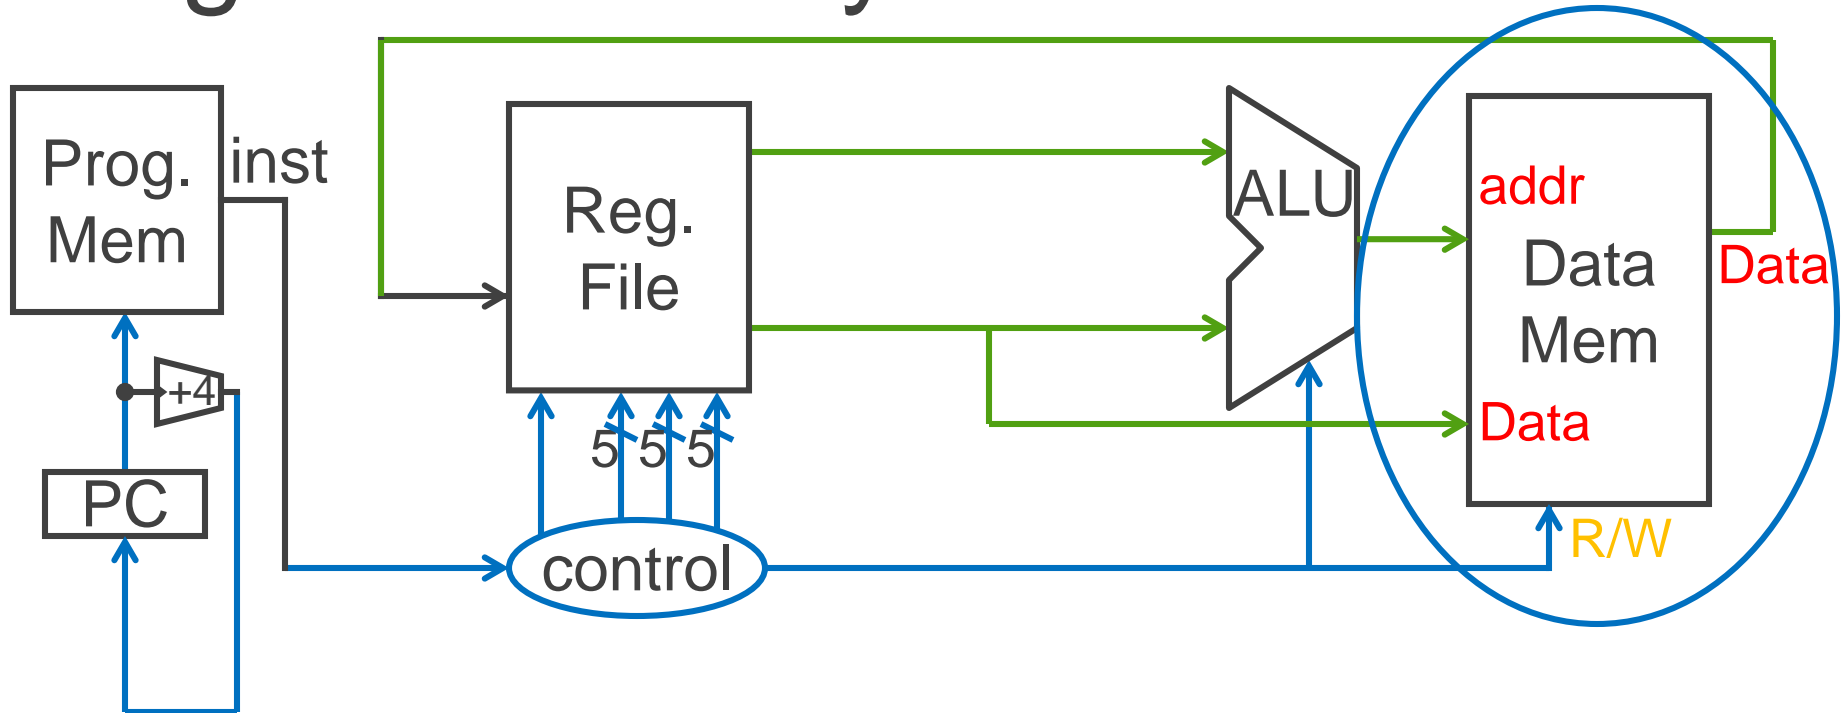 Prog.
Mem
inst
Reg.
File
ALU
addr
Data
Mem
Data
Data
+4
5 5 5
PC
control
R/W